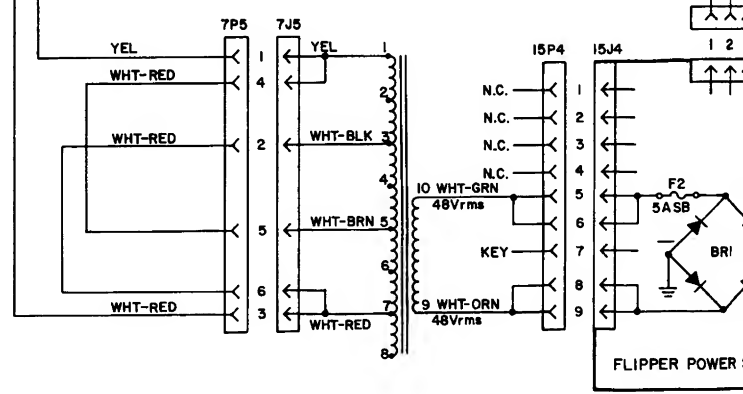 7P5 7J5
1 2
YEL 1 YEL 1
15P4 15J4
WHT-RED 4
N.C. 1
2
N.C. 2
WHT-RED 2 WHT-BLK 3
N.C. 3
N.C. 4
4
10 WHT-GRN 5 F2
48Vrms 5ASB
5 WHT-BRN 5 6
KEY 7 BR1
6
6 8
WHT-RED 3 7 9 WHT-ORN 9
WHT-RED 48Vrms
8
FLIPPER POWER